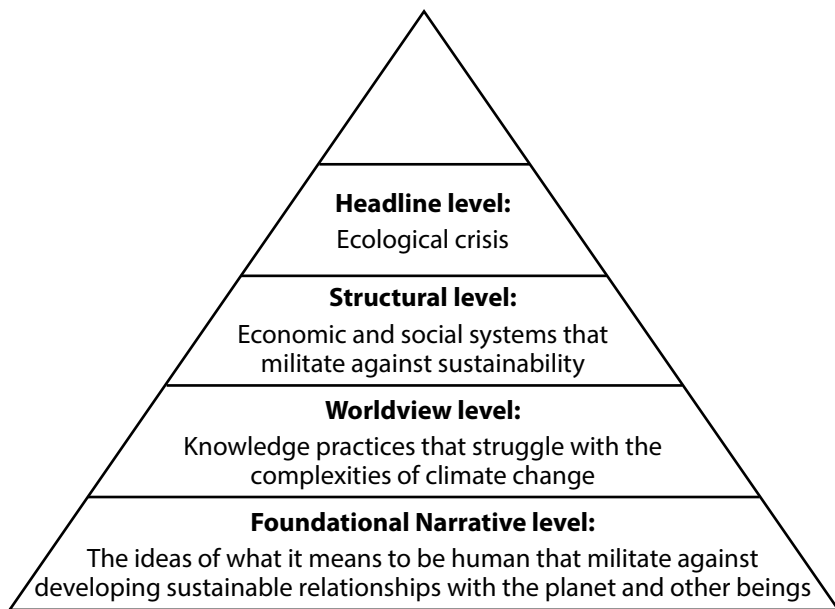 Headline level:
Ecological crisis
Structural level:
Economic and social systems that
militate against sustainability
Worldview level:
Knowledge practices that struggle with the
complexities of climate change
Foundational Narrative level:
The ideas of what it means to be human that militate against
developing sustainable relationships with the planet and other beings